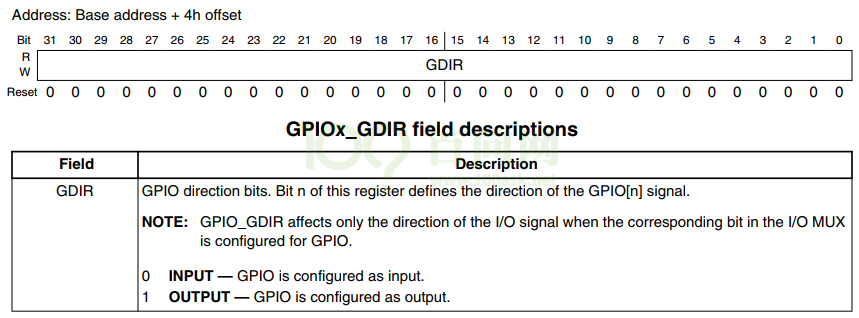 Address: Base address + 4h offset
Bit 31 30 29 28 27 26 25 24 23 22 21 20 19 18 17 16 15 14 13 12 11 10 9 8 7 6 5 4 3 2 1 0
R
GDIR
W
Reset 0 0 0 0 0 0 0 0 0 0 0 0 0 0 0 0 0 0 0 0 0 0 0 0 0 0 0 0 0 0 0 0
GPIOx_GDIR field descriptions
Field Description
GDIR GPIO direction bits. Bit n of this register defines the direction of the GPIO[n] signal.
NOTE: GPIO_GDIR affects only the direction of the I/O signal when the corresponding bit in the I/O MUX
is configured for GPIO.
0 INPUT — GPIO is configured as input.
1 OUTPUT — GPIO is configured as output.